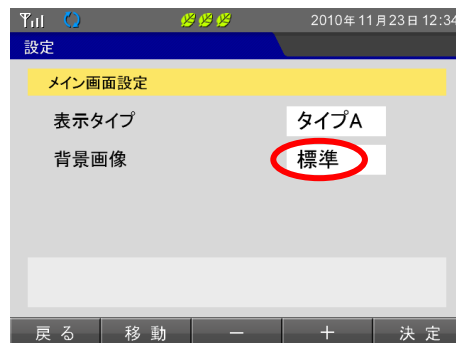 2010年11月23日 12:34
設定
メイン画面設定
表示タイプ タイプA
背景画像 標準
戻る 移動 － ＋ 決定